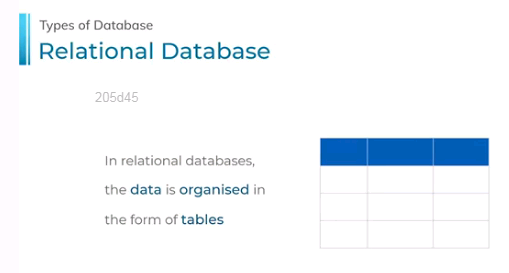 Types of Database
Relational Database
205d45
In relational databases,
the data is organised in
the form of tables